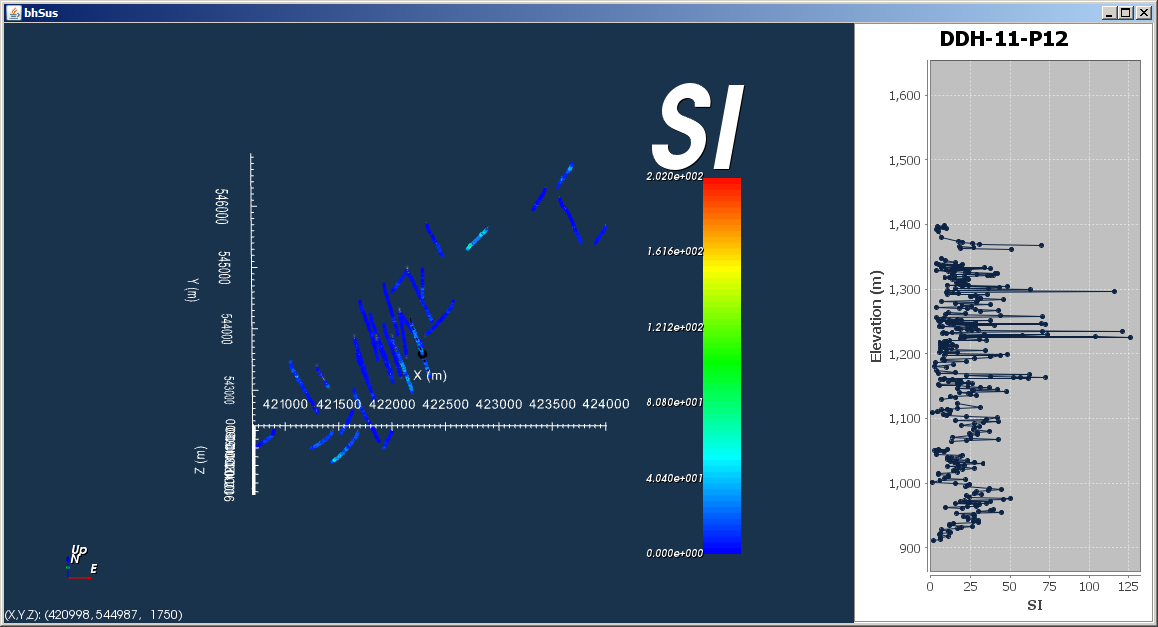 bhSus
SI
2.020e+002
1.616e+002
1.212e+002
8.080e+001
4.040e+001
0.000e+000
546000
545000
544000
543000
Y (m)
X (m)
421000 421500 422000 422500 423000 423500 424000
Z (m)
UP
N
E
(X,Y,Z): (420998,544987, 1750)
DDH-11-P12
1,600
1,500
1,400
1,300
1,200
1,100
1,000
900
Elevation (m)
0 25 50 75 100 125
SI